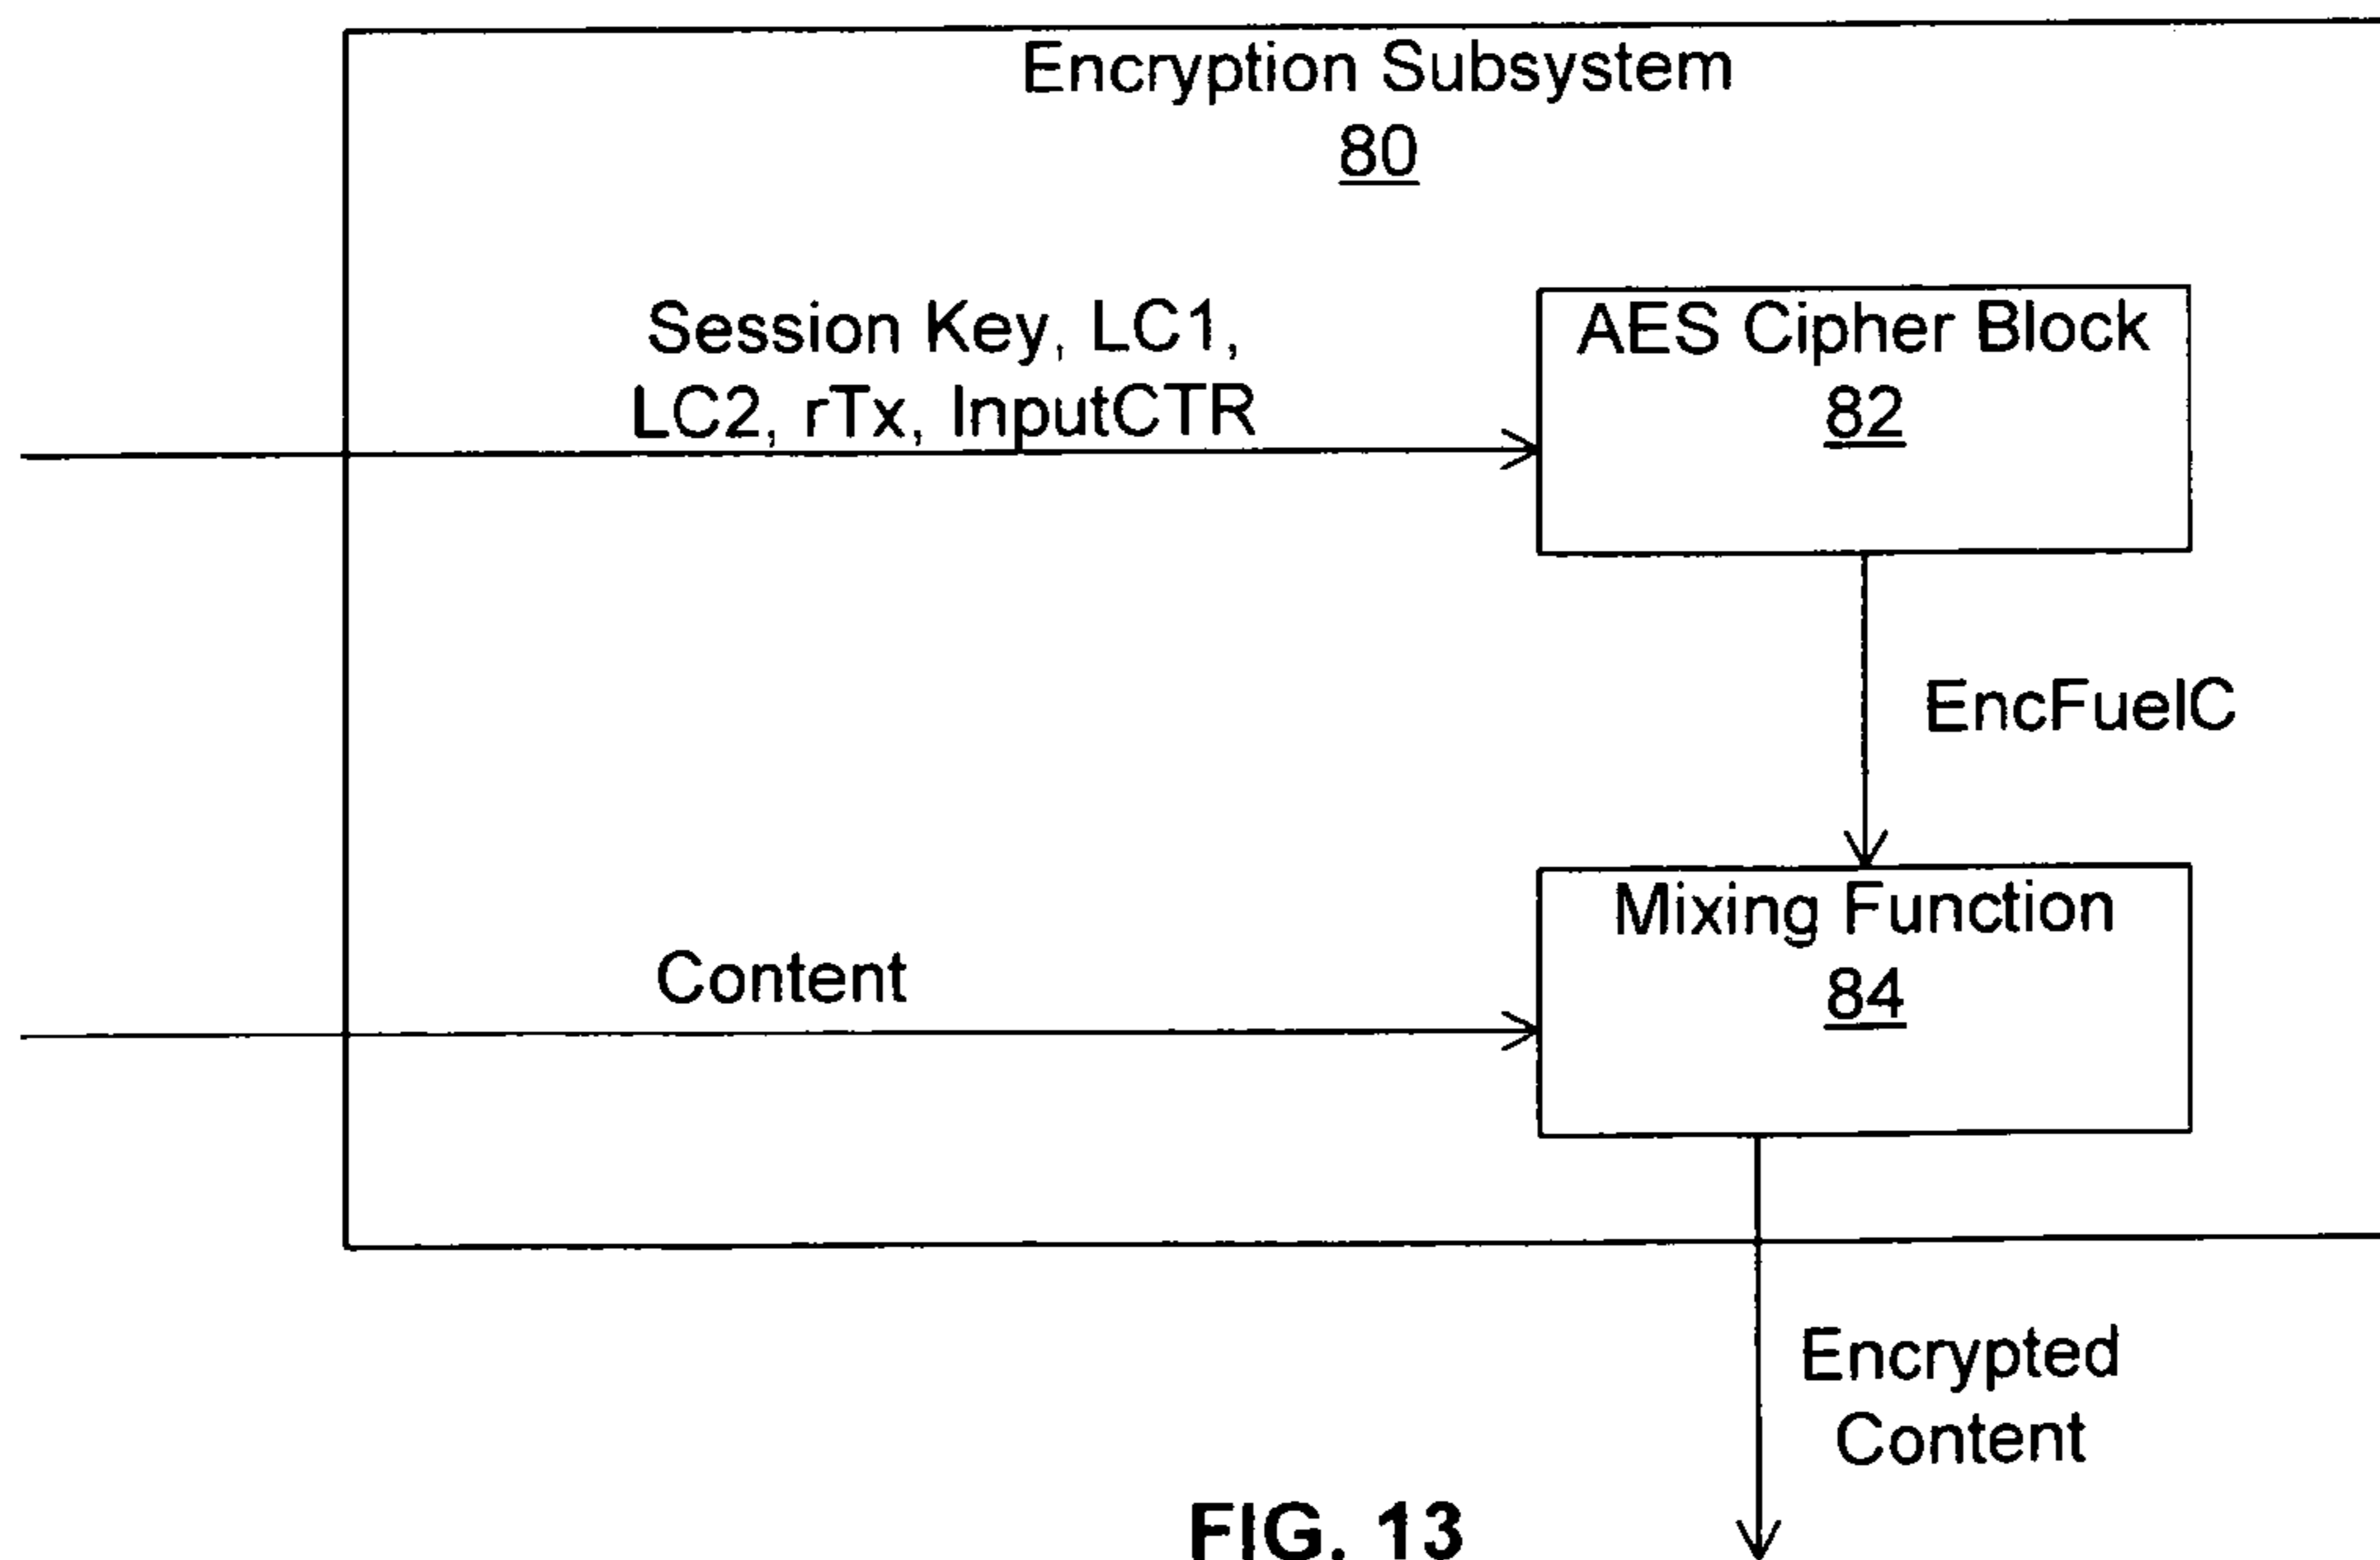 Encryption Subsystem
80
Session Key, LC1,
LC2, rTx, InputCTR
AES Cipher Block
82
EncFuelC
Mixing Function
84
Content
Encrypted
Content
FIG. 13